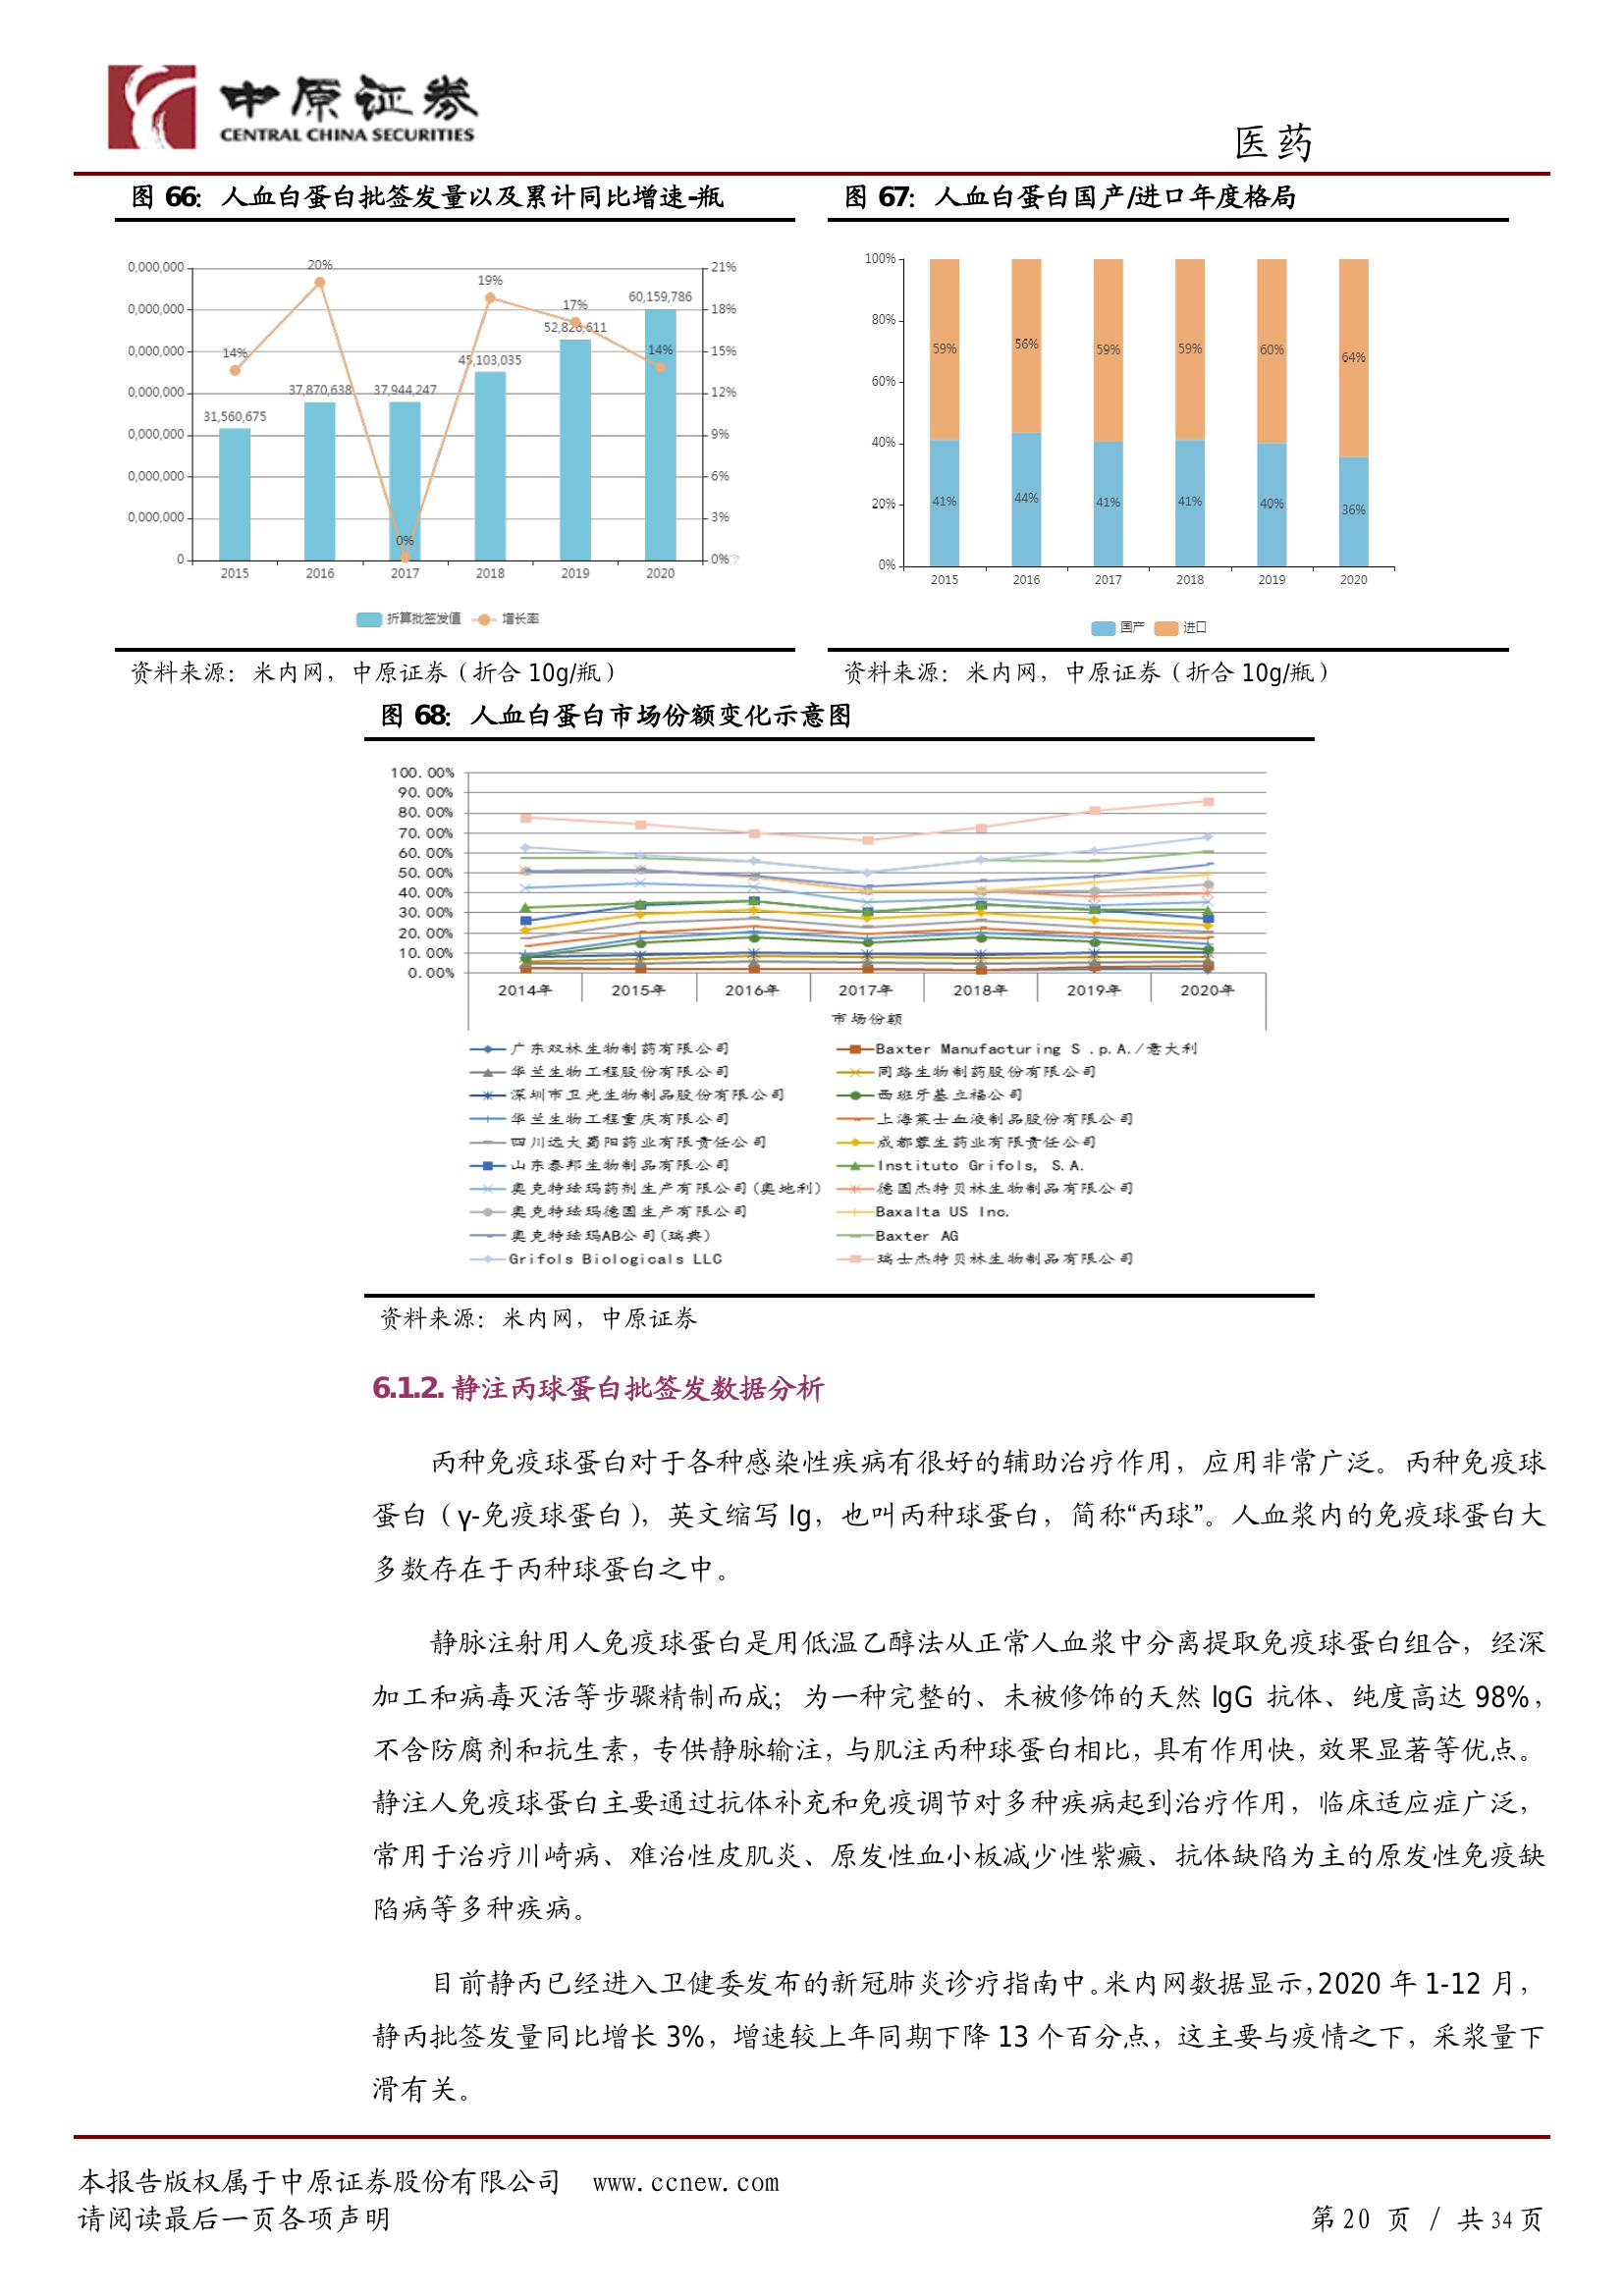 中原证券
CENTRAL CHINA SECURITIES
医药
图 66：人血白蛋白批签发量以及累计同比增速-瓶
0,000,000
0,000,000
0,000,000
0,000,000
0,000,000
0,000,000
0,000,000
0
21%
18%
15%
12%
9%
6%
3%
0%
14%
20%
0%
19%
17%
14%
31,560,675
37,870,638
37,944,247
45,103,035
52,826,611
60,159,786
2015 2016 2017 2018 2019 2020
折算批签发值 增长率
资料来源：米内网，中原证券（折合 10g/瓶）
图 67：人血白蛋白国产/进口年度格局
100%
80%
60%
40%
20%
0%
59% 56% 59% 59% 60% 64%
41% 44% 41% 41% 40% 36%
2015 2016 2017 2018 2019 2020
国产 进口
资料来源：米内网，中原证券（折合 10g/瓶）
图 68：人血白蛋白市场份额变化示意图
100.00%
90.00%
80.00%
70.00%
60.00%
50.00%
40.00%
30.00%
20.00%
10.00%
0.00%
2014年 2015年 2016年 2017年 2018年 2019年 2020年
市场份额
广东双林生物制药有限公司 Baxter Manufacturing S .p.A./意大利
华兰生物工程股份有限公司 同路生物制药股份有限公司
深圳市卫光生物制品股份有限公司 西班牙基立福公司
华兰生物工程重庆有限公司 上海莱士血液制品股份有限公司
四川远大蜀阳药业有限责任公司 成都蓉生药业有限责任公司
山东泰邦生物制品有限公司 Instituto Grifols, S.A.
奥克特珐玛药剂生产有限公司(奥地利) 德国杰特贝林生物制品有限公司
奥克特珐玛德国生产有限公司 Baxalta US Inc.
奥克特珐玛AB公司(瑞典) Baxter AG
Grifols Biologicals LLC 瑞士杰特贝林生物制品有限公司
资料来源：米内网，中原证券
6.1.2. 静注丙球蛋白批签发数据分析
丙种免疫球蛋白对于各种感染性疾病有很好的辅助治疗作用，应用非常广泛。丙种免疫球
蛋白（γ-免疫球蛋白），英文缩写 Ig，也叫丙种球蛋白，简称“丙球”。人血浆内的免疫球蛋白大
多数存在于丙种球蛋白之中。
静脉注射用人免疫球蛋白是用低温乙醇法从正常人血浆中分离提取免疫球蛋白组合，经深
加工和病毒灭活等步骤精制而成；为一种完整的、未被修饰的天然 IgG 抗体、纯度高达 98%，
不含防腐剂和抗生素，专供静脉输注，与肌注丙种球蛋白相比，具有作用快，效果显著等优点。
静注人免疫球蛋白主要通过抗体补充和免疫调节对多种疾病起到治疗作用，临床适应症广泛，
常用于治疗川崎病、难治性皮肌炎、原发性血小板减少性紫癜、抗体缺陷为主的原发性免疫缺
陷病等多种疾病。
目前静丙已经进入卫健委发布的新冠肺炎诊疗指南中。米内网数据显示，2020 年 1-12 月，
静丙批签发量同比增长 3%，增速较上年同期下降 13 个百分点，这主要与疫情之下，采浆量下
滑有关。
本报告版权属于中原证券股份有限公司 www.ccnew.com
请阅读最后一页各项声明
第20 页 / 共34页